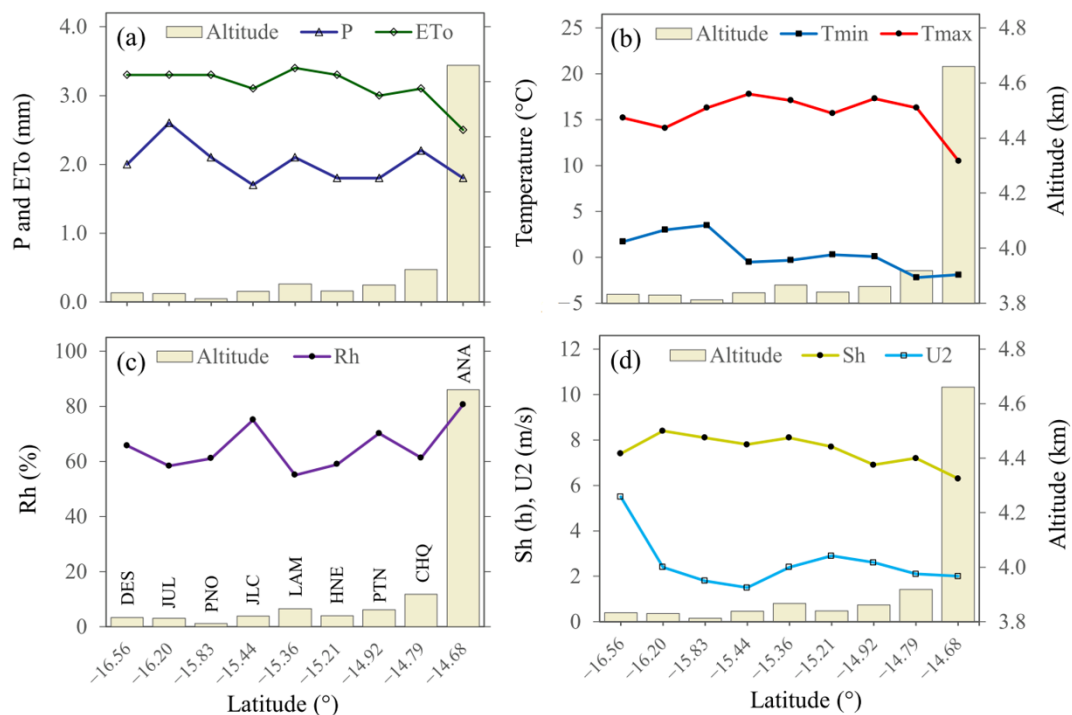 (a) Altitude P ETo
4.0
3.0
2.0
1.0
0.0
P and ETo (mm)
(b) Altitude Tmin Tmax
25
20
15
10
5
0
−5
Temperature (°C)
4.8
4.6
4.4
4.2
4.0
3.8
Altitude (km)
(c) Altitude Rh
100
80
60
40
20
0
Rh (%)
DES
JUL
PNO
JLC
LAM
HNE
PTN
CHQ
ANA
−16.56
−16.20
−15.83
−15.44
−15.36
−15.21
−14.92
−14.79
−14.68
Latitude (°)
(d) Sh U2
Altitude
12
10
8
6
4
2
0
Sh (h), U2 (m/s)
4.8
4.6
4.4
4.2
4.0
3.8
Altitude (km)
−16.56
−16.20
−15.83
−15.44
−15.36
−15.21
−14.92
−14.79
−14.68
Latitude (°)